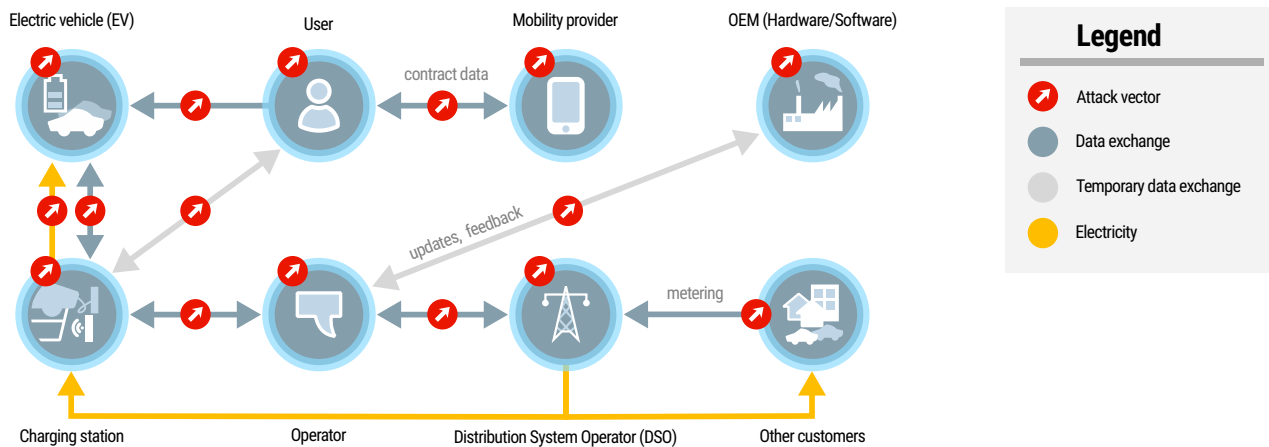 Electric vehicle (EV)
User
Mobility provider
OEM (Hardware/Software)
Legend
contract data
Attack vector
Data exchange
Temporary data exchange
Electricity
updates, feedback
metering
Charging station
Operator
Distribution System Operator (DSO)
Other customers